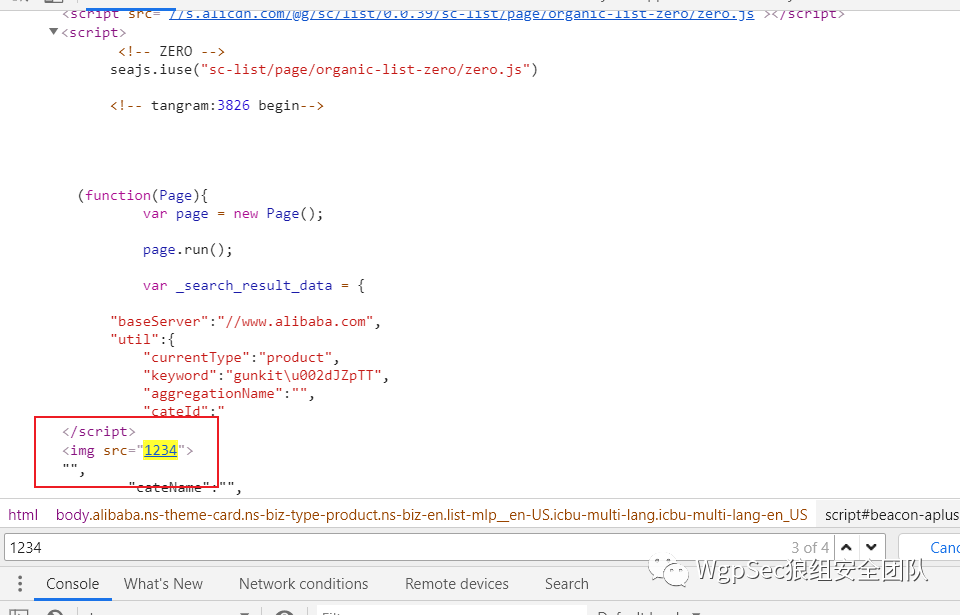 <script src="//s.alicdn.com/@g/sc/list/0.0.39/sc-list/page/organic-list-zero/zero.js"></script>
▼<script>
<!-- ZERO -->
seajs.iuse("sc-list/page/organic-list-zero/zero.js")
<!-- tangram:3826 begin-->
(function(Page){
var page = new Page();
page.run();
var _search_result_data = {
"baseServer":"//www.alibaba.com",
"util":{
"currentType":"product",
"keyword":"gunkit\u002dJZpTT",
"aggregationName":"",
"cateId":"
</script>
<img src="1234">
"",
"cateName":"",
html body.alibaba.ns-theme-card.ns-biz-type-product.ns-biz-en.list-mlp__en-US.icbu-multi-lang.icbu-multi-lang-en_US script#beacon-aplus
1234 3 of 4 Canc
Console What's New Network conditions Remote devices Search
WgpSec狼组安全团队